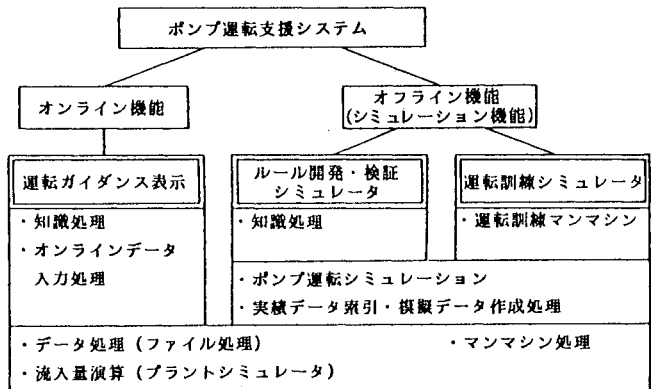 ポンプ運転支援システム
オンライン機能
オフライン機能
(シミュレーション機能)
運転ガイダンス表示
ルール開発・検証
シミュレータ
運転訓練シミュレータ
・知識処理
・オンラインデータ
入力処理
・知識処理
・運転訓練マンマシン
・ポンプ運転シミュレーション
・実績データ索引・模擬データ作成処理
・データ処理（ファイル処理）
・マンマシン処理
・流入量演算（プラントシミュレータ）